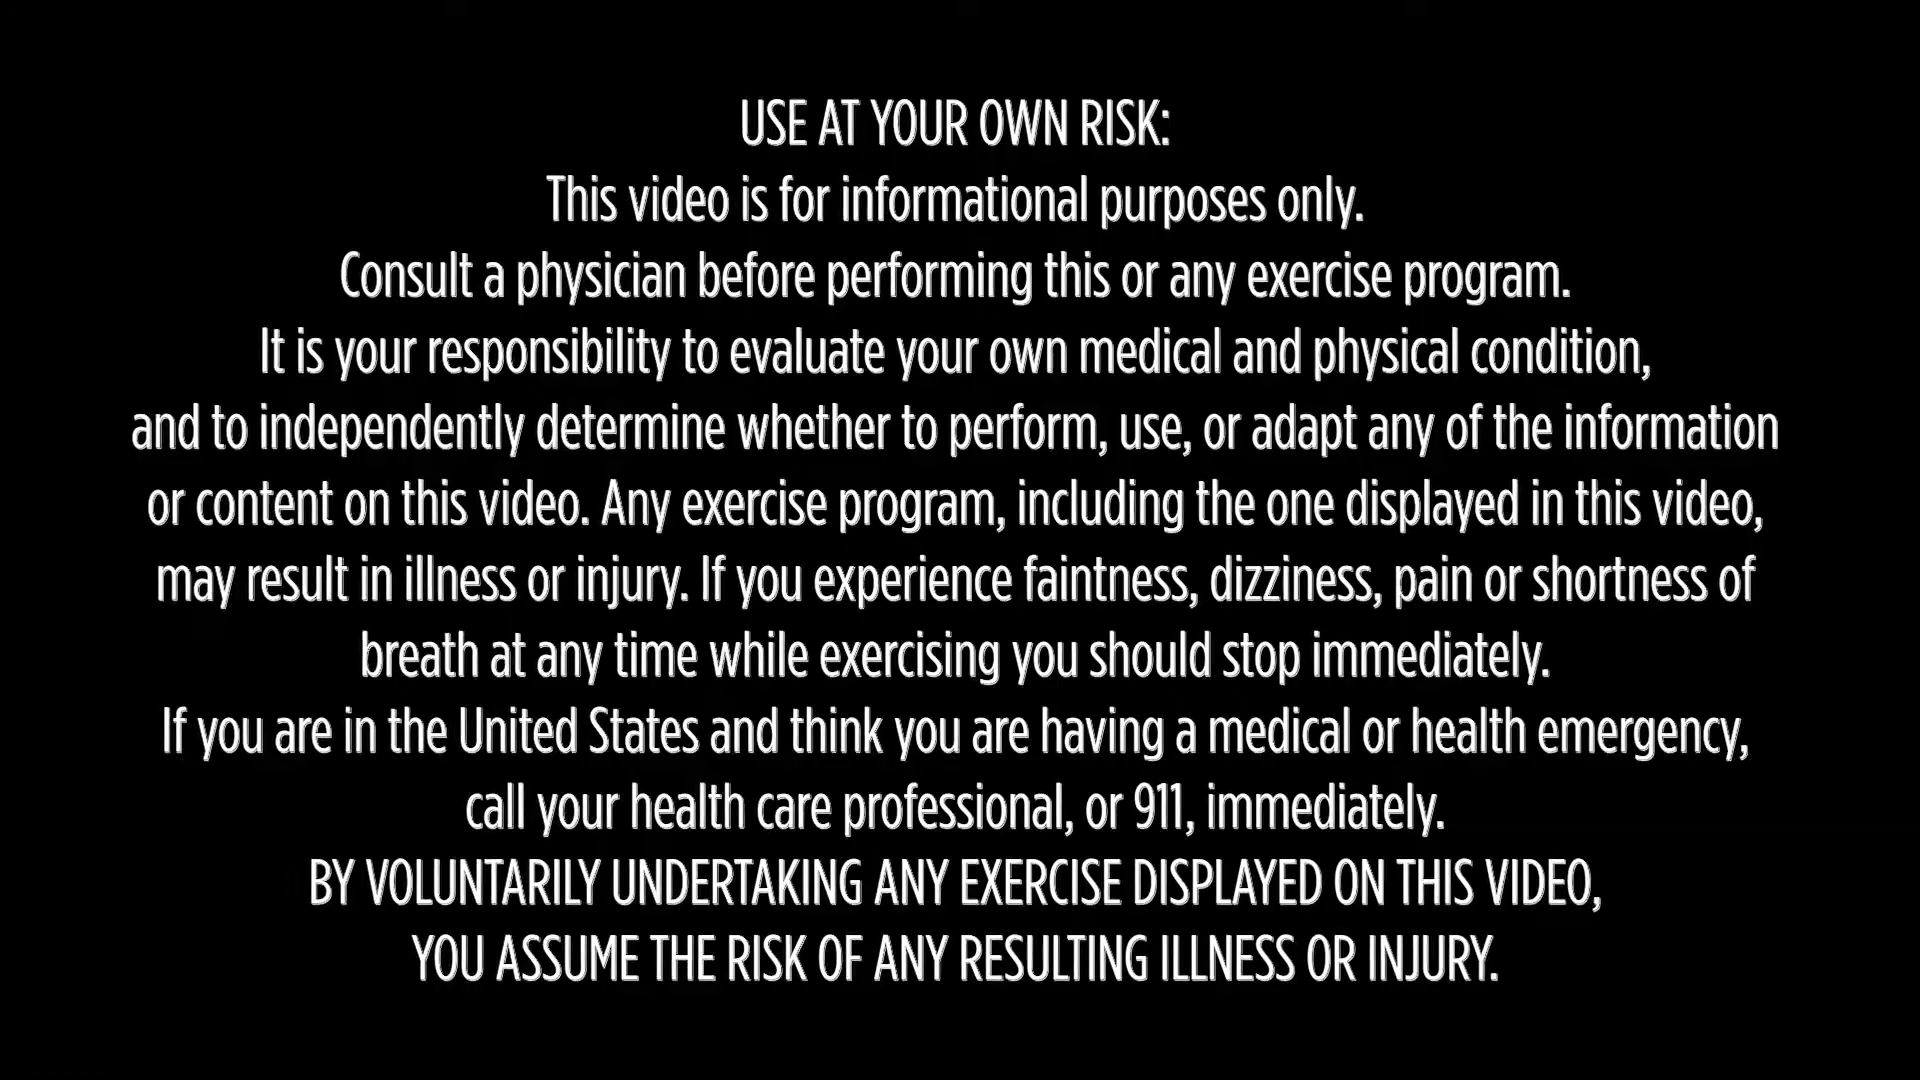 USE AT YOUR OWN RISK:
This video is for informational purposes only.
Consult a physician before performing this or any exercise program.
It is your responsibility to evaluate your own medical and physical condition,
and to independently determine whether to perform, use, or adapt any of the information
or content on this video. Any exercise program, including the one displayed in this video,
may result in illness or injury. If you experience faintness, dizziness, pain or shortness of
breath at any time while exercising you should stop immediately.
If you are in the United States and think you are having a medical or health emergency,
call your health care professional, or 911, immediately.
BY VOLUNTARILY UNDERTAKING ANY EXERCISE DISPLAYED ON THIS VIDEO,
YOU ASSUME THE RISK OF ANY RESULTING ILLNESS OR INJURY.